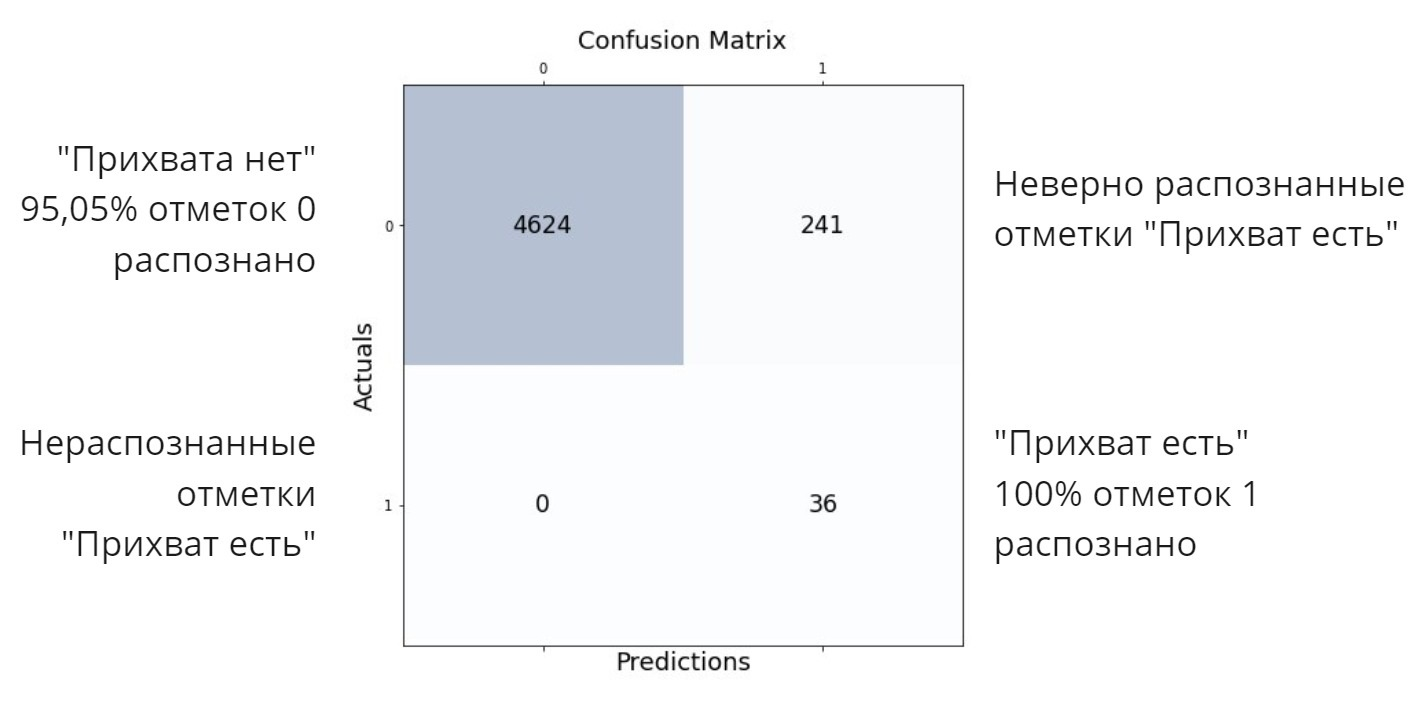 Confusion Matrix
0 1
"Прихвата нет"
95,05% отметок 0
распознано
0
4624
241
Неверно распознанные
отметки "Прихват есть"
Actuals
Нераспознанные
отметки
"Прихват есть"
1
0
36
"Прихват есть"
100% отметок 1
распознано
Predictions